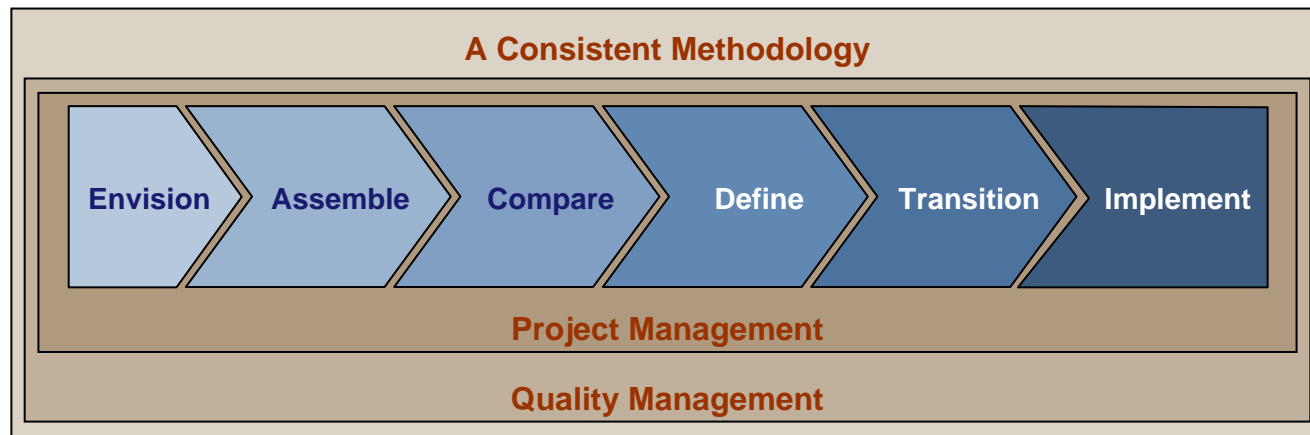 A Consistent Methodology
Envision Assemble Compare Define Transition Implement
Project Management
Quality Management